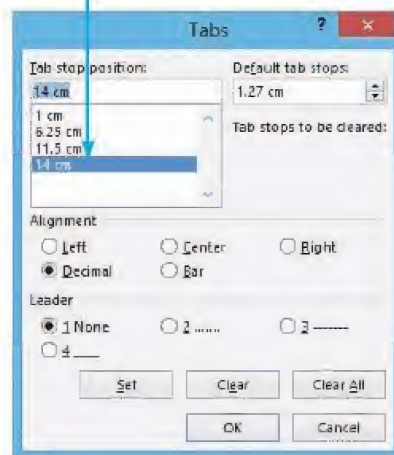 Tabs ?
Tab stop position: Default tab stops:
14 cm 1.27 cm
Tab stops to be cleared:
1 cm
6.25 cm
11.5 cm
14 cm
Alignment
Left Center Right
Decimal Bar
Leader
1 None 2 ....... 3 -------
4 ___
Set Clear Clear All
OK Cancel